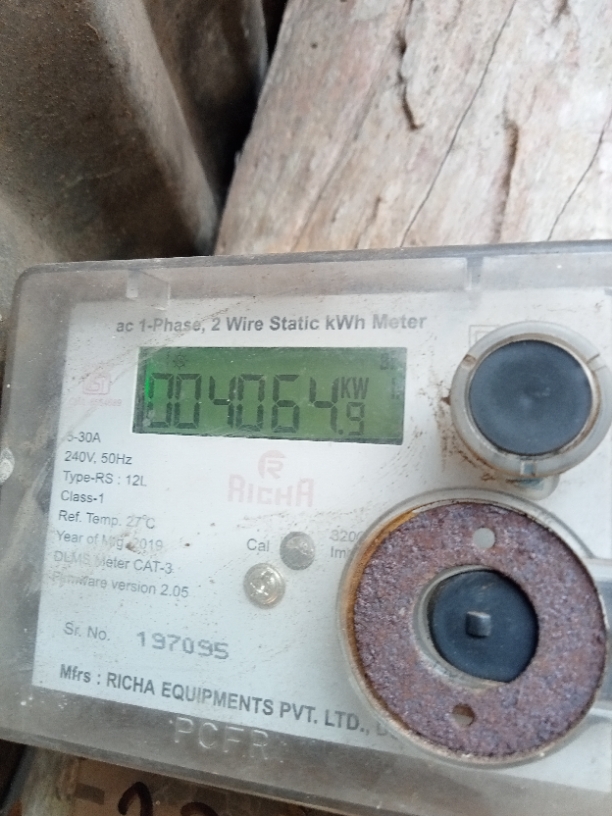 ac 1-Phase, 2 Wire Static kWh Meter
004064.9 KW
5-30A
240V, 50Hz
Type-RS : 12L
Class-1
Ref. Temp. 27°C
Year of Mfg. 2019
DLMS Meter CAT-3
Firmware version 2.05
RICHA
Cal
3200
Sr. No. 197095
Mfrs : RICHA EQUIPMENTS PVT. LTD.,